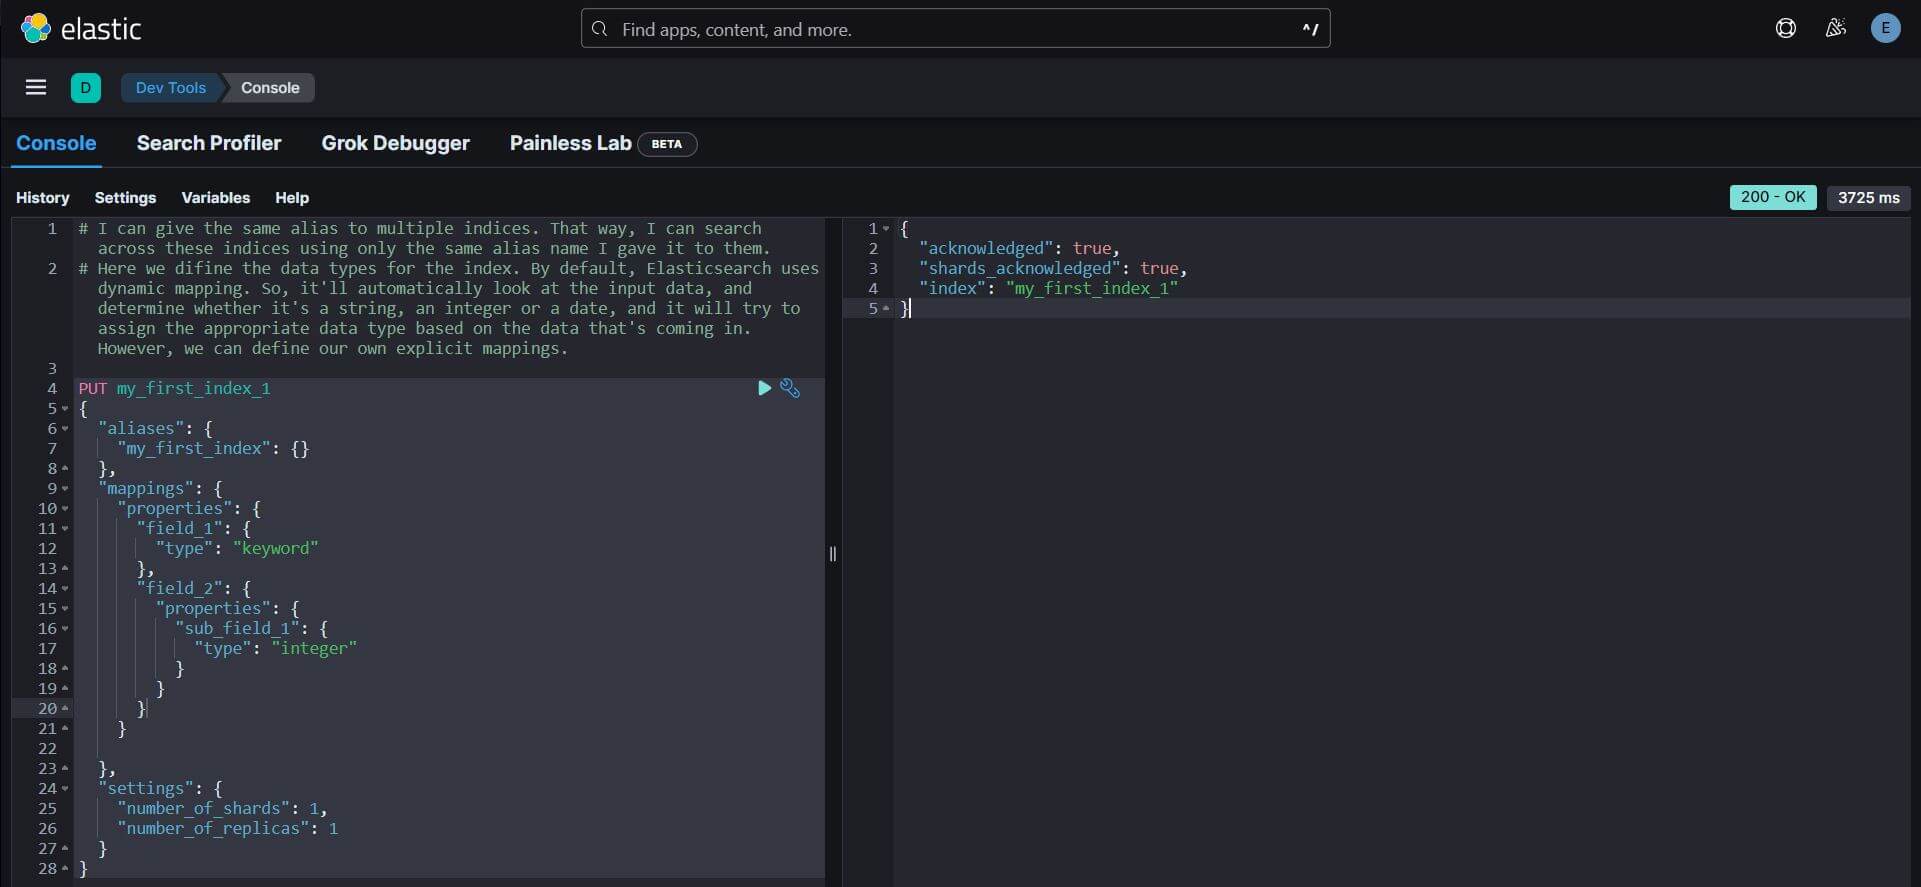 elastic
Find apps, content, and more.
^/
E
D
Dev Tools
Console
Console
Search Profiler
Grok Debugger
Painless Lab
BETA
History
Settings
Variables
Help
200 - OK
3725 ms
1 # I can give the same alias to multiple indices. That way, I can search
across these indices using only the same alias name I gave it to them.
2 # Here we difine the data types for the index. By default, Elasticsearch uses
dynamic mapping. So, it'll automatically look at the input data, and
determine whether it's a string, an integer or a date, and it will try to
assign the appropriate data type based on the data that's coming in.
However, we can define our own explicit mappings.
3
4 PUT my_first_index_1
5 {
6 "aliases": {
7 "my_first_index": {}
8 },
9 "mappings": {
10 "properties": {
11 "field_1": {
12 "type": "keyword"
13 },
14 "field_2": {
15 "properties": {
16 "sub_field_1": {
17 "type": "integer"
18 }
19 }
20 }
21 }
22
23 },
24 "settings": {
25 "number_of_shards": 1,
26 "number_of_replicas": 1
27 }
28 }
1 {
2 "acknowledged": true,
3 "shards_acknowledged": true,
4 "index": "my_first_index_1"
5 }